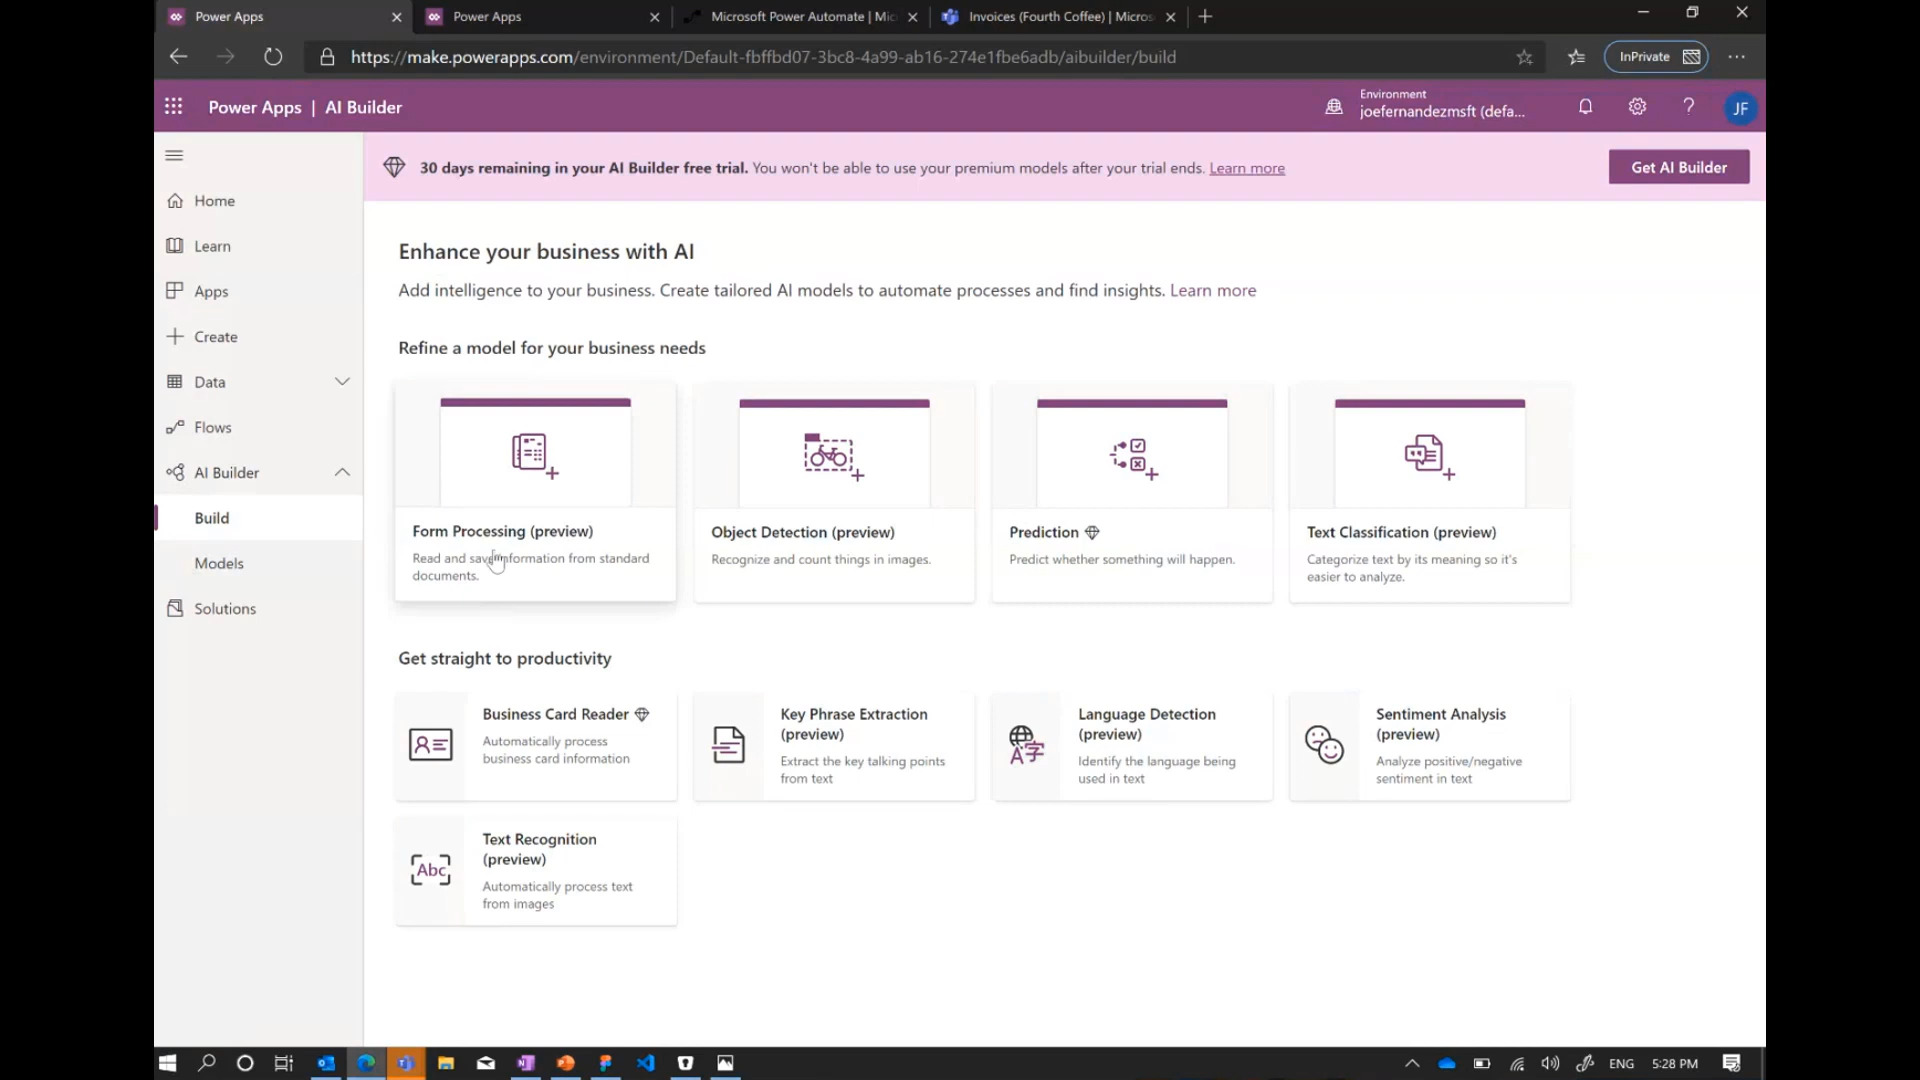 Power Apps
Power Apps
Microsoft Power Automate | Mic
Invoices (Fourth Coffee) | Micros
https://make.powerapps.com/environment/Default-fbffbd07-3bc8-4a99-ab16-274e1fbe6adb/aibuilder/build
InPrivate
Power Apps | AI Builder
Environment
joefernandezmsft (defa...
?
JF
30 days remaining in your AI Builder free trial. You won't be able to use your premium models after your trial ends. Learn more
Get AI Builder
Home
Learn
Apps
Create
Data
Flows
AI Builder
Build
Models
Solutions
Enhance your business with AI
Add intelligence to your business. Create tailored AI models to automate processes and find insights. Learn more
Refine a model for your business needs
Form Processing (preview)
Read and save information from standard
documents.
Object Detection (preview)
Recognize and count things in images.
Prediction
Predict whether something will happen.
Text Classification (preview)
Categorize text by its meaning so it's
easier to analyze.
Get straight to productivity
Business Card Reader
Automatically process
business card information
Key Phrase Extraction
(preview)
Extract the key talking points
from text
A字
Language Detection
(preview)
Identify the language being
used in text
Sentiment Analysis
(preview)
Analyze positive/negative
sentiment in text
Abc
Text Recognition
(preview)
Automatically process text
from images
ENG
5:28 PM